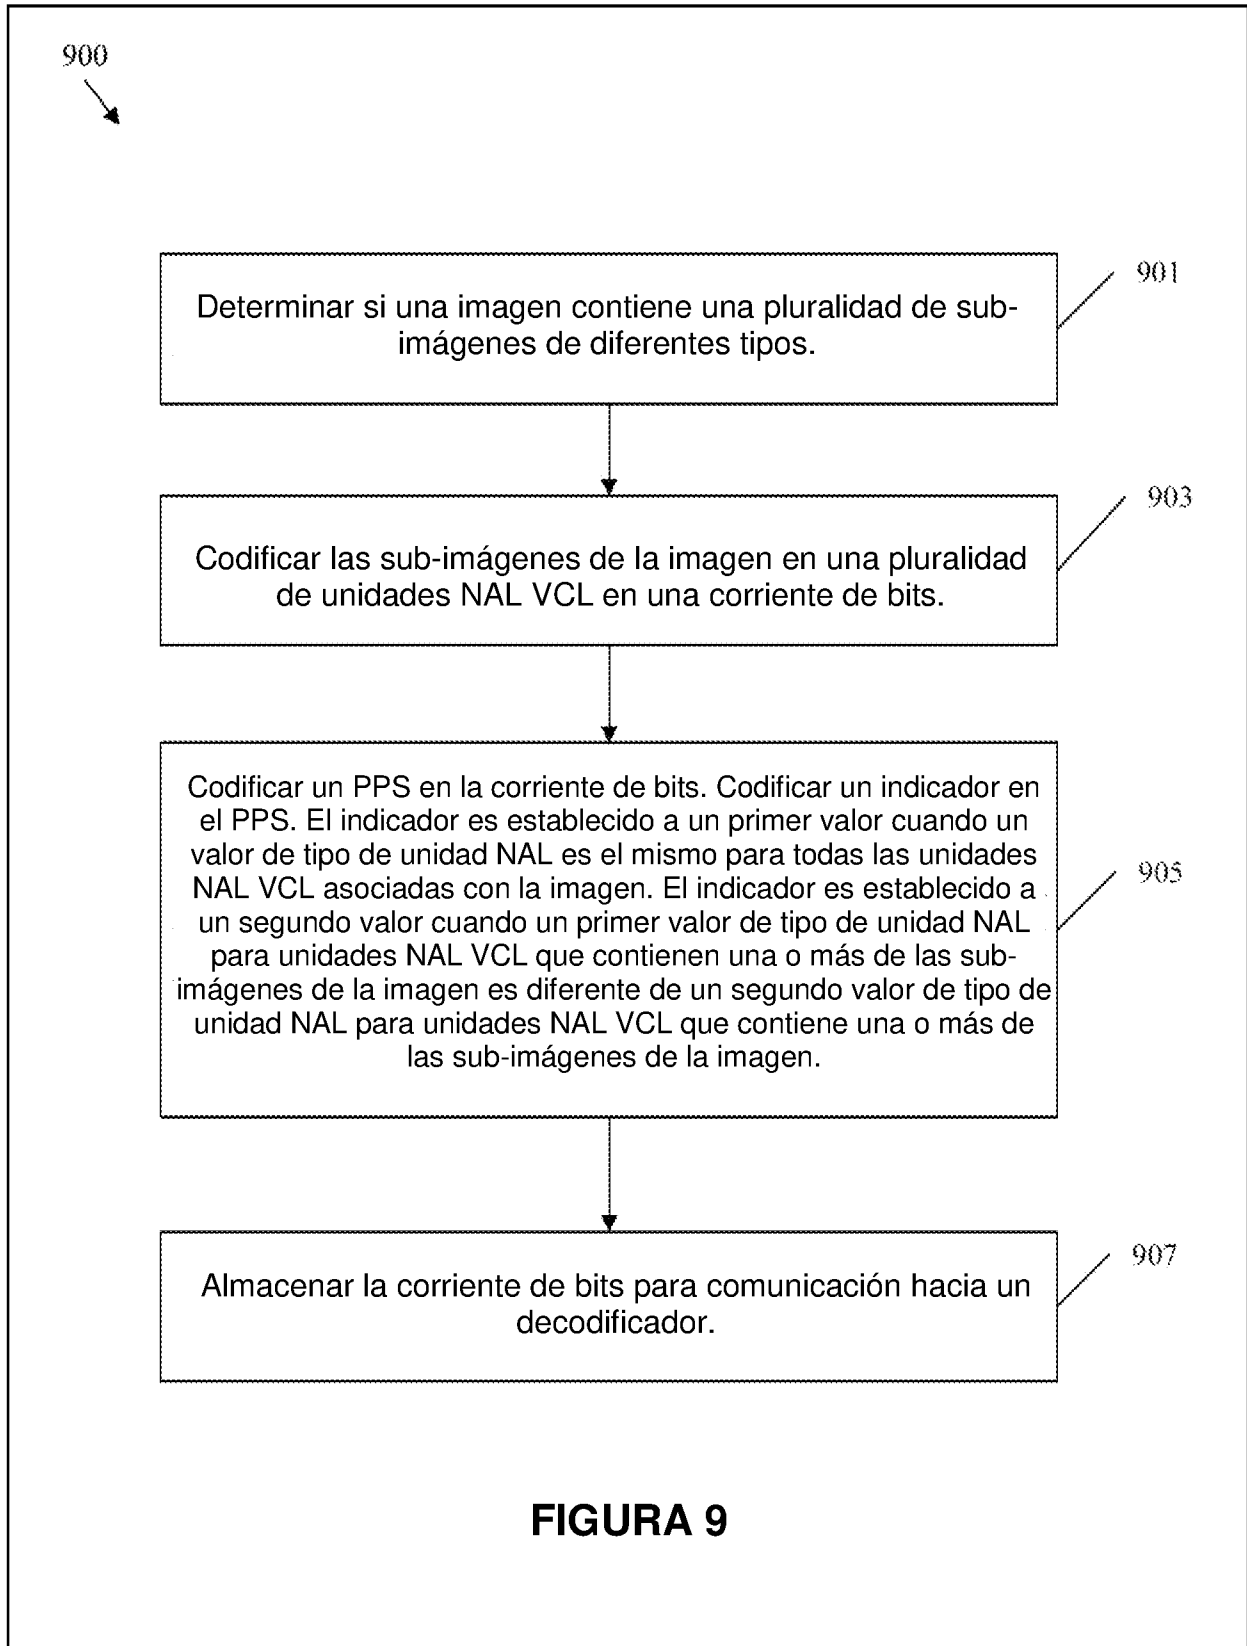 900
901
Determinar si una imagen contiene una pluralidad de sub-
imágenes de diferentes tipos.
903
Codificar las sub-imágenes de la imagen en una pluralidad
de unidades NAL VCL en una corriente de bits.
905
Codificar un PPS en la corriente de bits. Codificar un indicador en
el PPS. El indicador es establecido a un primer valor cuando un
valor de tipo de unidad NAL es el mismo para todas las unidades
NAL VCL asociadas con la imagen. El indicador es establecido a
un segundo valor cuando un primer valor de tipo de unidad NAL
para unidades NAL VCL que contienen una o más de las sub-
imágenes de la imagen es diferente de un segundo valor de tipo de
unidad NAL para unidades NAL VCL que contiene una o más de
las sub-imágenes de la imagen.
907
Almacenar la corriente de bits para comunicación hacia un
decodificador.
FIGURA 9